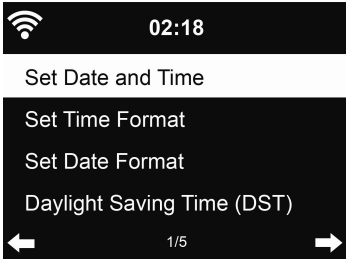 02:18
Set Date and Time
Set Time Format
Set Date Format
Daylight Saving Time (DST)
1/5